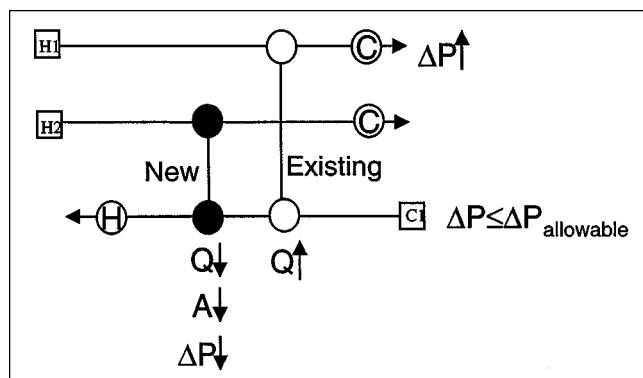 H1 C ΔP↑
H2 C
New Existing
H C1 ΔP≤ΔPallowable
Q↓ Q↑
A↓
ΔP↓